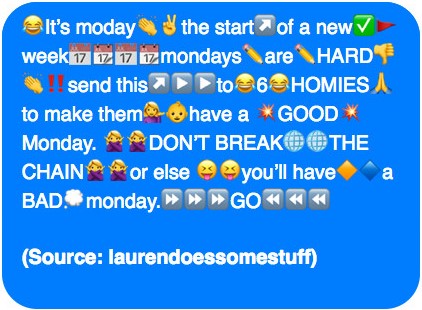 😂It's moday👏✌️the start↗️of a new✅🚩
week📅📆📅📆mondays✏️are✏️HARD👎
👏‼️send this↗️▶️▶️to😂6😂HOMIES🙏
to make them💁👶have a 💥GOOD💥
Monday. 🙅🙅DON'T BREAK🌐🌐THE
CHAIN🙅🙅or else 😝😝you'll have🔶🔷a
BAD💭monday.⏩⏩⏩GO⏪⏪⏪
(Source: laurendoessomestuff)